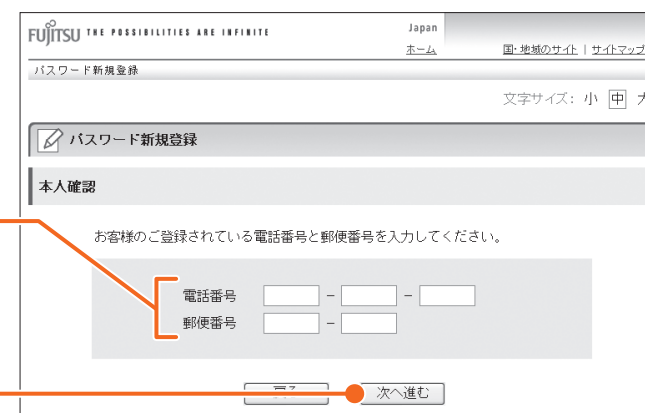 FUJITSU THE POSSIBILITIES ARE INFINITE
Japan
ホーム 国・地域のサイト | サイトマップ
パスワード新規登録
文字サイズ: 小 中 大
パスワード新規登録
本人確認
お客様のご登録されている電話番号と郵便番号を入力してください。
電話番号 - -
郵便番号 -
次へ進む